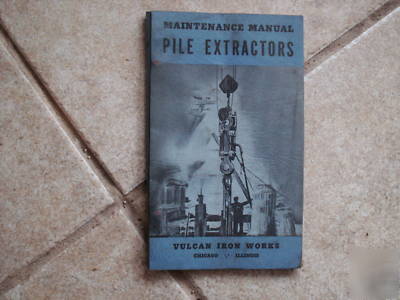 MAINTENANCE MANUAL
PILE EXTRACTORS
VULCAN IRON WORKS
CHICAGO ILLINOIS